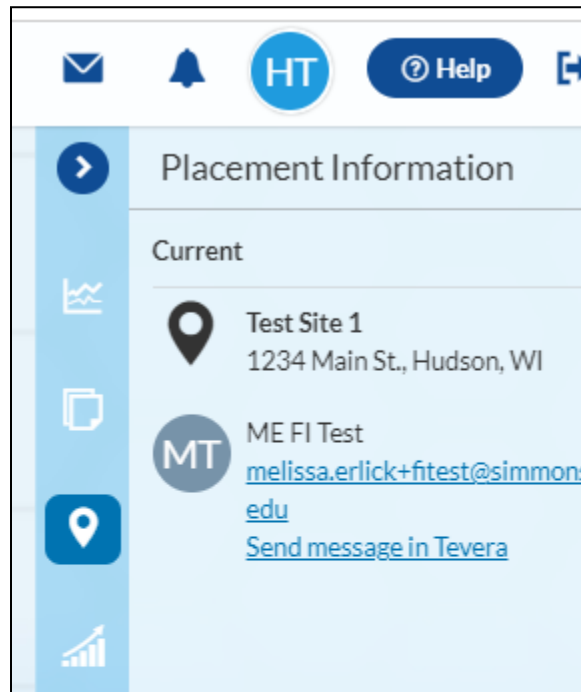 HT
Help
Placement Information
Current
Test Site 1
1234 Main St., Hudson, WI
MT
ME FI Test
melissa.erlick+fitest@simmons
edu
Send message in Tevera